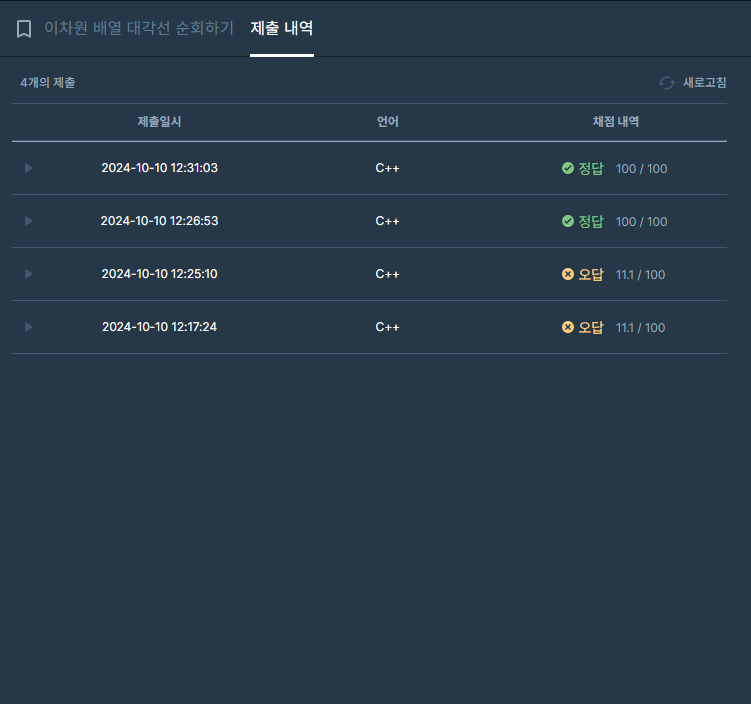 이차원 배열 대각선 순회하기 제출 내역
4개의 제출 새로고침
제출일시 언어 채점 내역
2024-10-10 12:31:03 C++ 정답 100 / 100
2024-10-10 12:26:53 C++ 정답 100 / 100
2024-10-10 12:25:10 C++ 오답 11.1 / 100
2024-10-10 12:17:24 C++ 오답 11.1 / 100